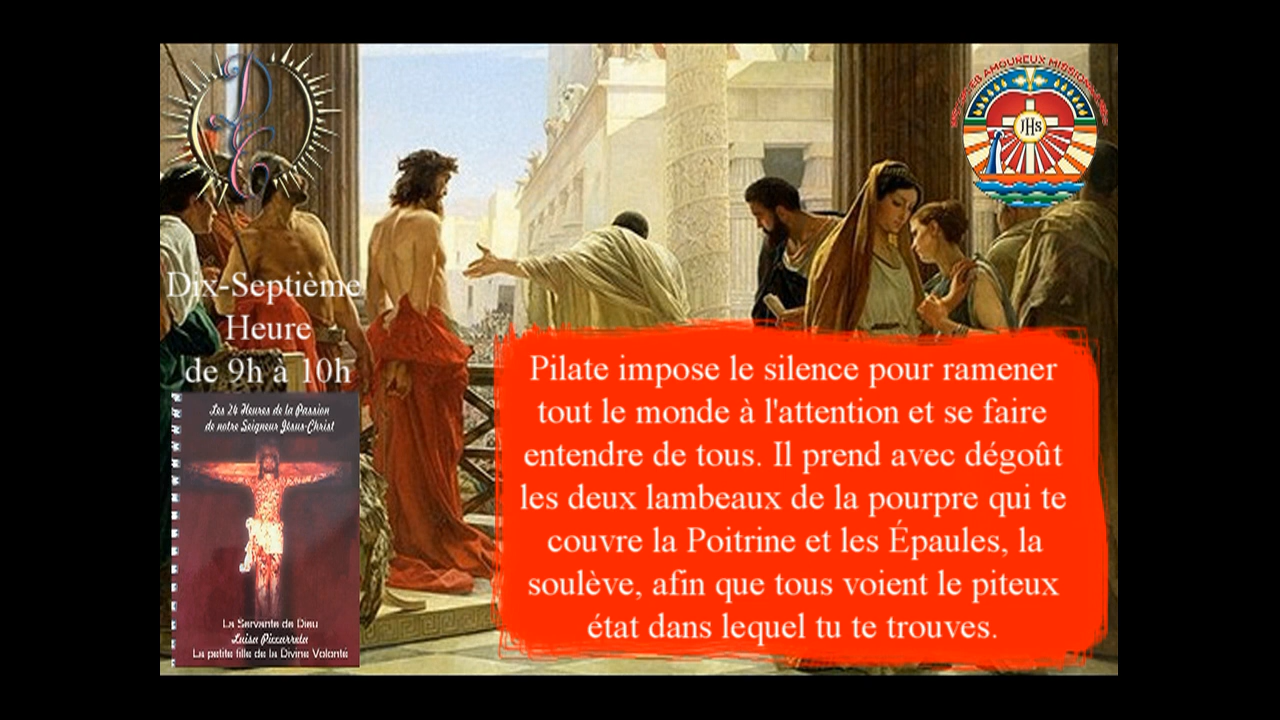 AMOUREUX MISSION
JHS
Dix-Septième
Heure
de 9h à 10h
Les 24 Heures de la Passion
de notre Seigneur Jésus-Christ
La Servante de Dieu
Luisa Piccarreta
La petite fille de la Divine Volonté
Pilate impose le silence pour ramener
tout le monde à l'attention et se faire
entendre de tous. Il prend avec dégoût
les deux lambeaux de la pourpre qui te
couvre la Poitrine et les Épaules, la
soulève, afin que tous voient le piteux
état dans lequel tu te trouves.